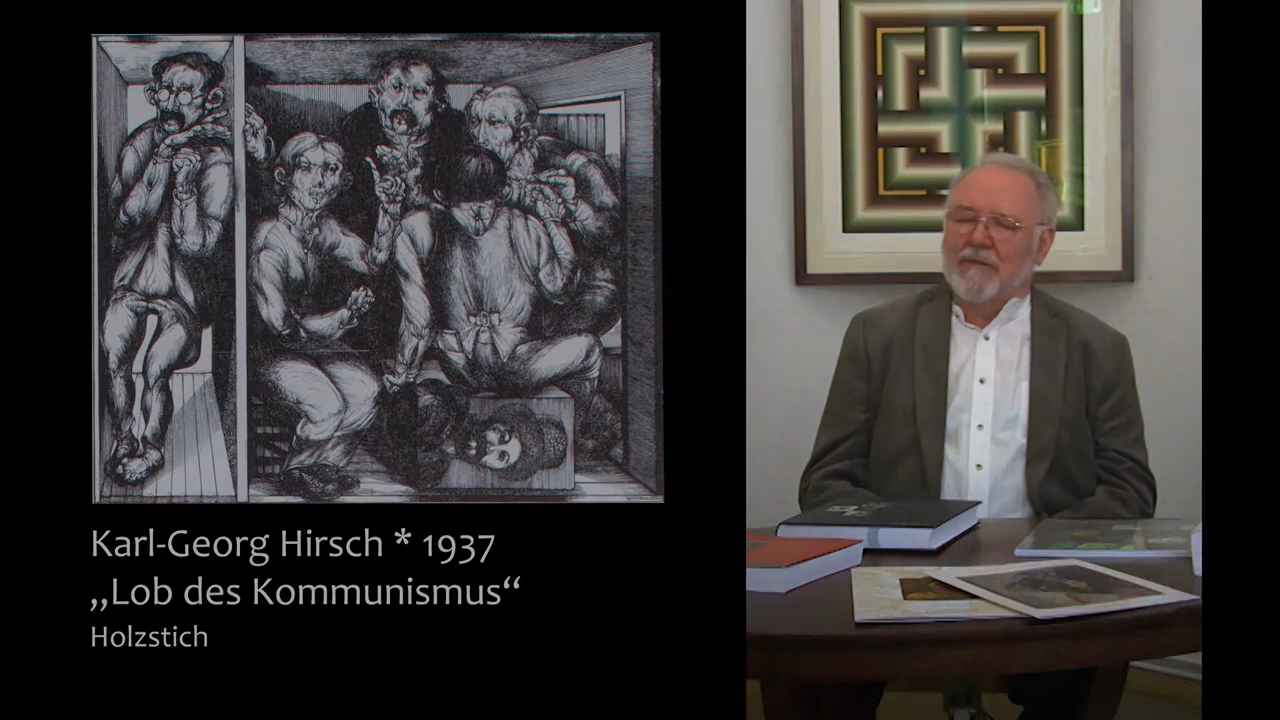 Karl-Georg Hirsch * 1937
„Lob des Kommunismus“
Holzstich